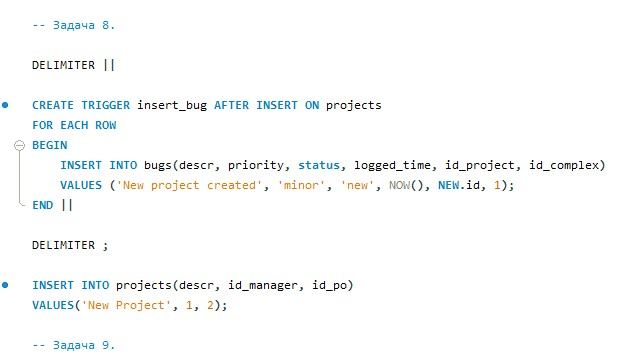 -- Задача 8.
DELIMITER ||
CREATE TRIGGER insert_bug AFTER INSERT ON projects
FOR EACH ROW
BEGIN
INSERT INTO bugs(descr, priority, status, logged_time, id_project, id_complex)
VALUES ('New project created', 'minor', 'new', NOW(), NEW.id, 1);
END ||
DELIMITER ;
INSERT INTO projects(descr, id_manager, id_po)
VALUES('New Project', 1, 2);
-- Задача 9.